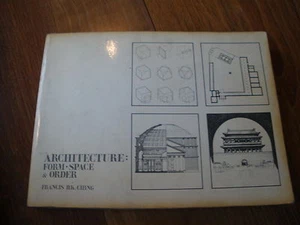 ARCHITECTURE:
FORM · SPACE
& ORDER
FRANCIS D.K. CHING